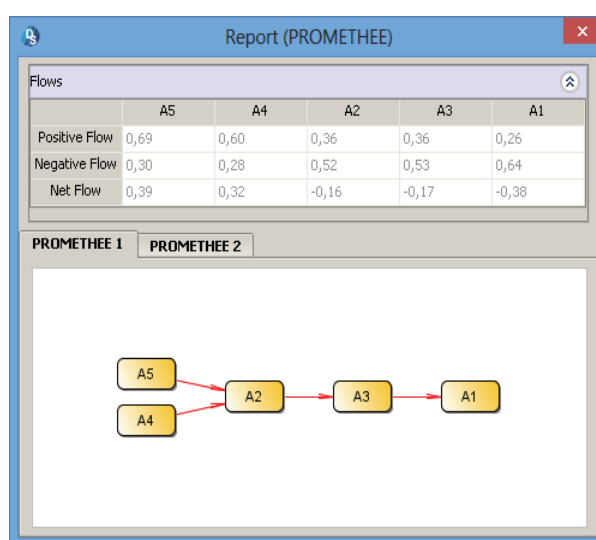 DS Report (PROMETHEE) x
Flows
A5 A4 A2 A3 A1
Positive Flow 0,69 0,60 0,36 0,36 0,26
Negative Flow 0,30 0,28 0,52 0,53 0,64
Net Flow 0,39 0,32 -0,16 -0,17 -0,38
PROMETHEE 1 PROMETHEE 2
A5
A2 A3 A1
A4